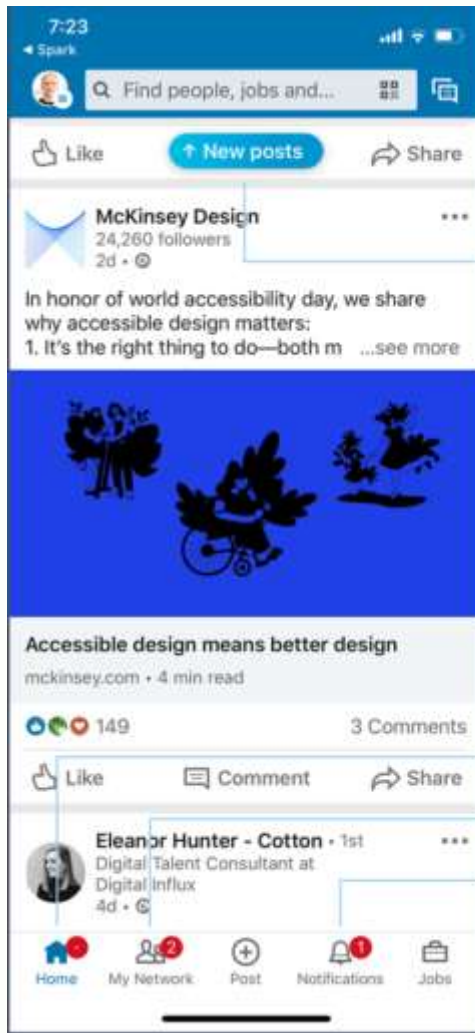 7:23
◄ Spark
Find people, jobs and...
Like
↑ New posts
Share
McKinsey Design
24,260 followers
2d •
In honor of world accessibility day, we share
why accessible design matters:
1. It's the right thing to do—both m ...see more
Accessible design means better design
mckinsey.com • 4 min read
149
3 Comments
Like
Comment
Share
Eleanor Hunter - Cotton • 1st
Digital Talent Consultant at
Digital Influx
4d •
2
1
Home
My Network
Post
Notifications
Jobs